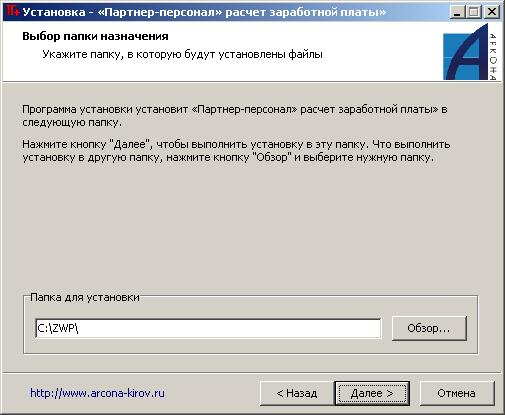 Установка - «Партнер-персонал» расчет заработной платы»
Выбор папки назначения
Укажите папку, в которую будут установлены файлы
АРКОНА
Программа установки установит «Партнер-персонал» расчет заработной платы» в
следующую папку.
Нажмите кнопку "Далее", чтобы выполнить установку в эту папку. Что выполнить
установку в другую папку, нажмите кнопку "Обзор" и выберите нужную папку.
Папка для установки
C:\ZWP\
Обзор...
http://www.arcona-kirov.ru
< Назад
Далее >
Отмена